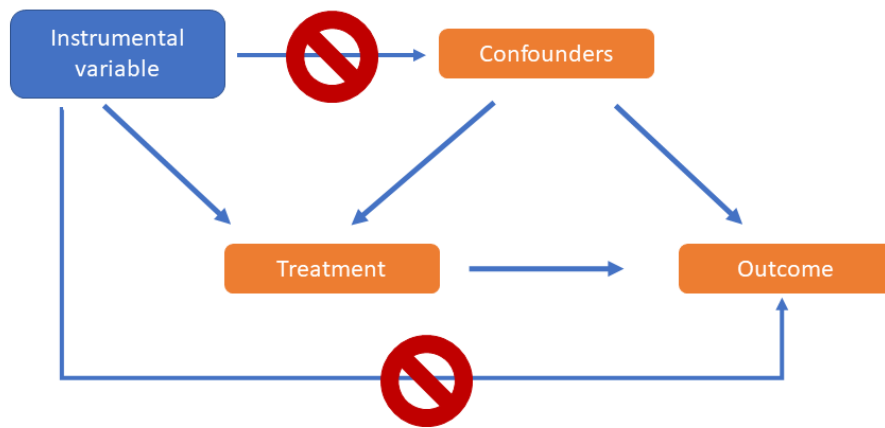 Instrumental
variable
Confounders
Treatment
Outcome